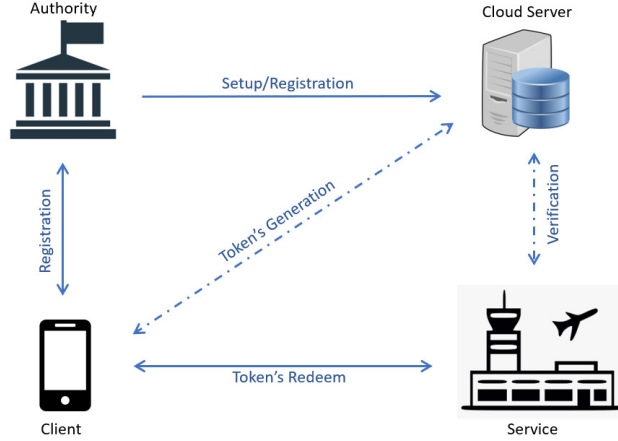 Authority
Cloud Server
Setup/Registration
Registration
Token's Generation
Verification
Token's Redeem
Client
Service